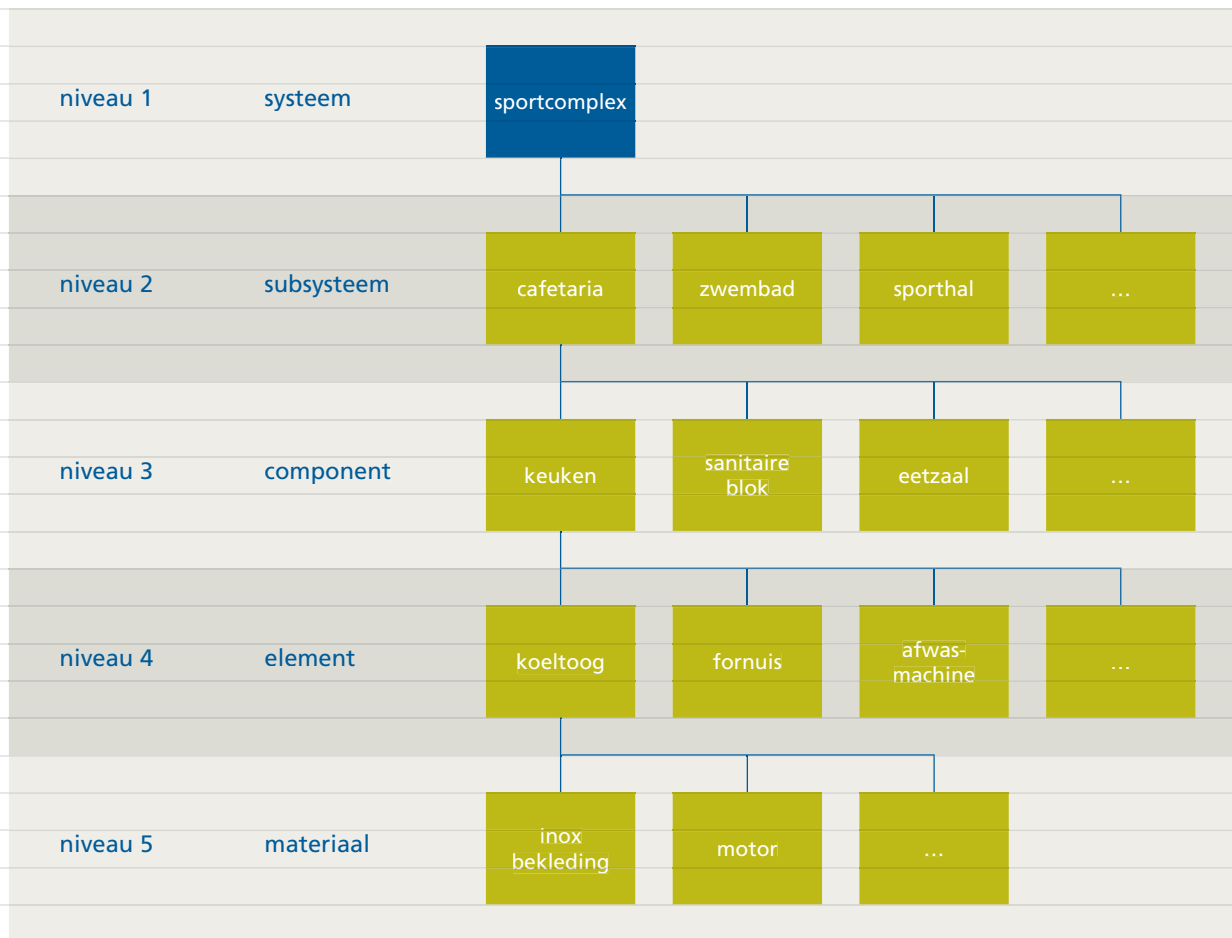 niveau 1 systeem sportcomplex
niveau 2 subsysteem cafetaria zwembad sporthal ...
niveau 3 component keuken sanitaire blok eetzaal ...
niveau 4 element koeltoog fornuis afwas-machine ...
niveau 5 materiaal inox bekleding motor ...